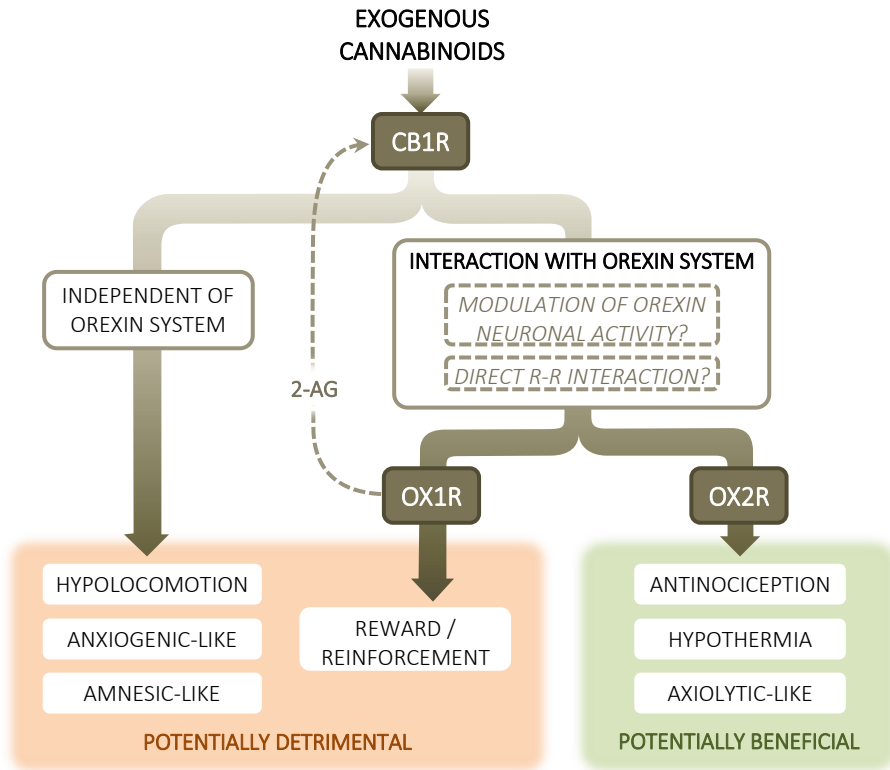 EXOGENOUS
CANNABINOIDS
CB1R
INDEPENDENT OF
OREXIN SYSTEM
INTERACTION WITH OREXIN SYSTEM
MODULATION OF OREXIN
NEURONAL ACTIVITY?
DIRECT R-R INTERACTION?
2-AG
OX1R
OX2R
HYPOLOCOMOTION
ANXIOGENIC-LIKE
AMNESIC-LIKE
REWARD /
REINFORCEMENT
POTENTIALLY DETRIMENTAL
ANTINOCICEPTION
HYPOTHERMIA
AXIOLYTIC-LIKE
POTENTIALLY BENEFICIAL